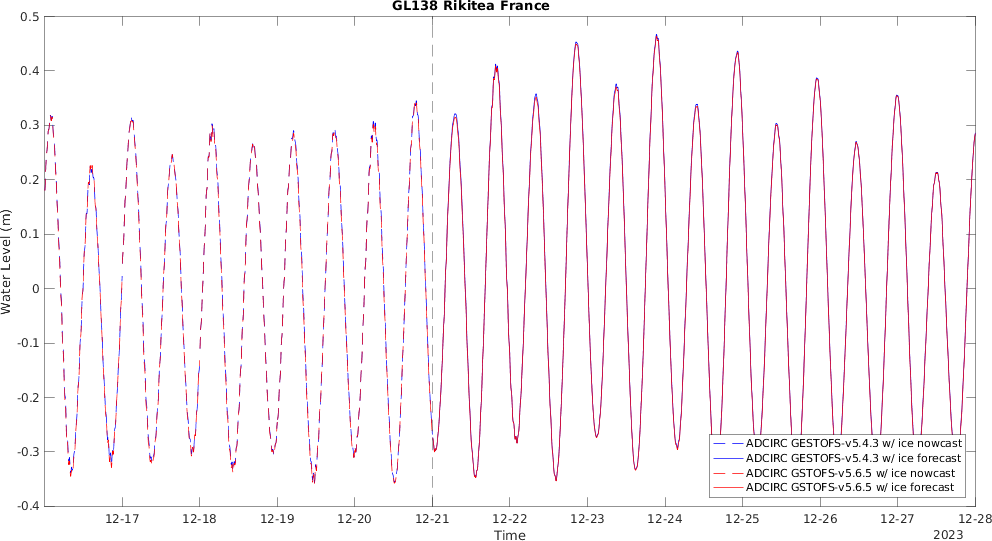 GL138 Rikitea France
0.5
0.4
0.3
0.2
0.1
0
-0.1
-0.2
-0.3
-0.4
Water Level (m)
ADCIRC GESTOFS-v5.4.3 w/ ice nowcast
ADCIRC GESTOFS-v5.4.3 w/ ice forecast
ADCIRC GSTOFS-v5.6.5 w/ ice nowcast
ADCIRC GSTOFS-v5.6.5 w/ ice forecast
12-17 12-18 12-19 12-20 12-21 12-22 12-23 12-24 12-25 12-26 12-27 12-28
Time 2023